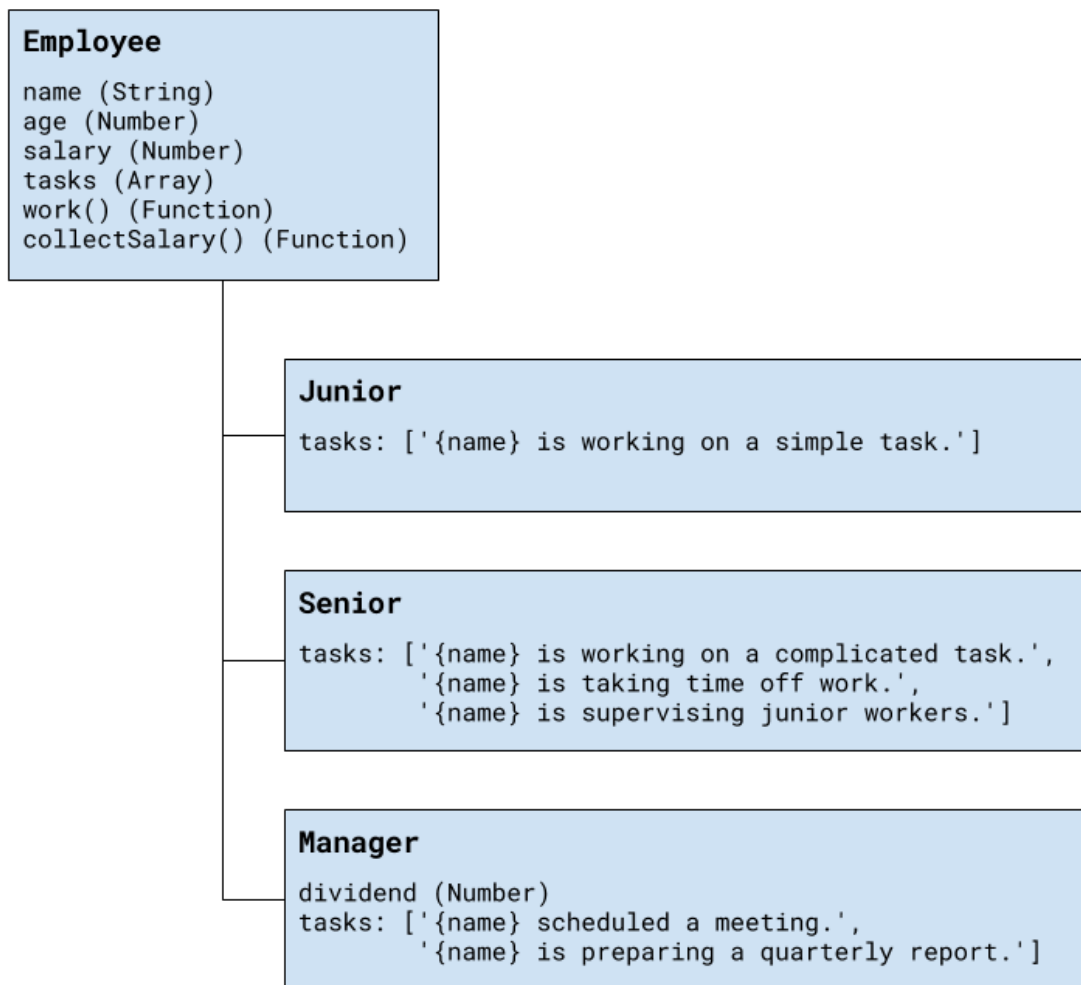 Employee
name (String)
age (Number)
salary (Number)
tasks (Array)
work() (Function)
collectSalary() (Function)
Junior
tasks: ['{name} is working on a simple task.']
Senior
tasks: ['{name} is working on a complicated task.',
'{name} is taking time off work.',
'{name} is supervising junior workers.']
Manager
dividend (Number)
tasks: ['{name} scheduled a meeting.',
'{name} is preparing a quarterly report.']